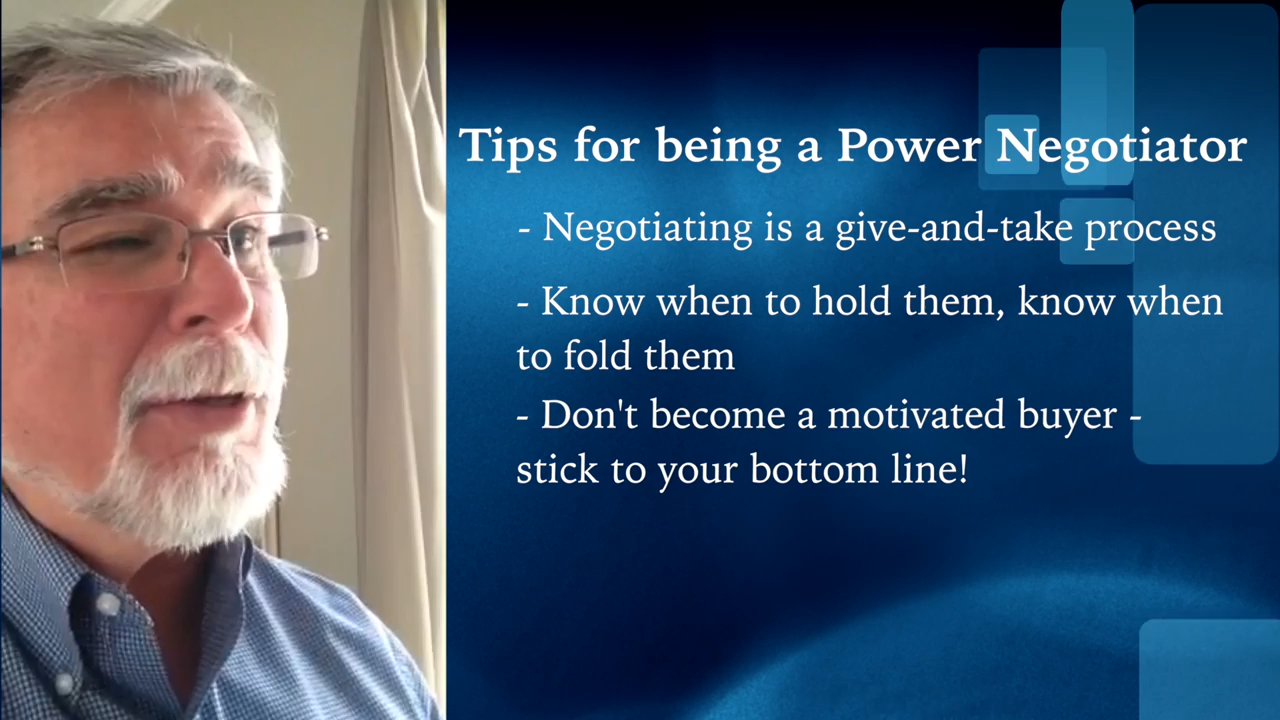 Tips for being a Power Negotiator
- Negotiating is a give-and-take process
- Know when to hold them, know when
to fold them
- Don't become a motivated buyer -
stick to your bottom line!